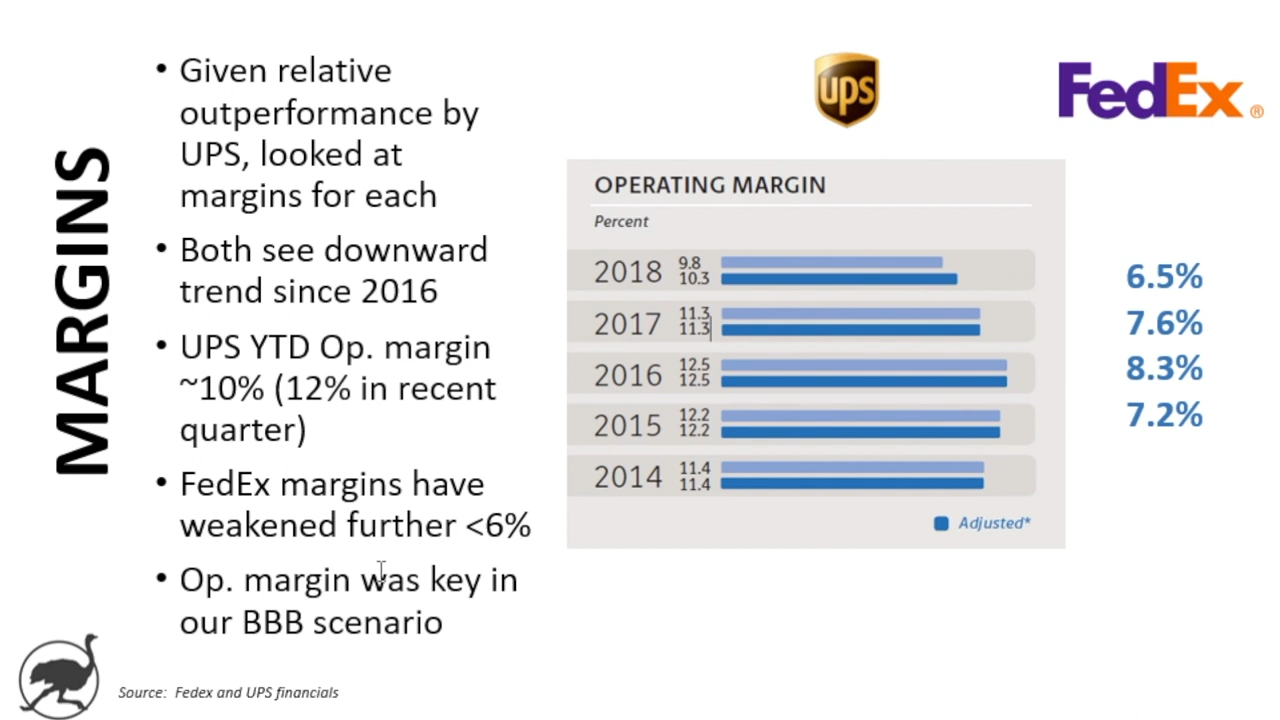 MARGINS
• Given relative
outperformance by
UPS, looked at
margins for each
• Both see downward
trend since 2016
• UPS YTD Op. margin
~10% (12% in recent
quarter)
• FedEx margins have
weakened further <6%
• Op. margin was key in
our BBB scenario
Source: Fedex and UPS financials
ups
FedEx®
OPERATING MARGIN
Percent
2018 9.8
10.3
2017 11.3
11.3
2016 12.5
12.5
2015 12.2
12.2
2014 11.4
11.4
Adjusted*
6.5%
7.6%
8.3%
7.2%